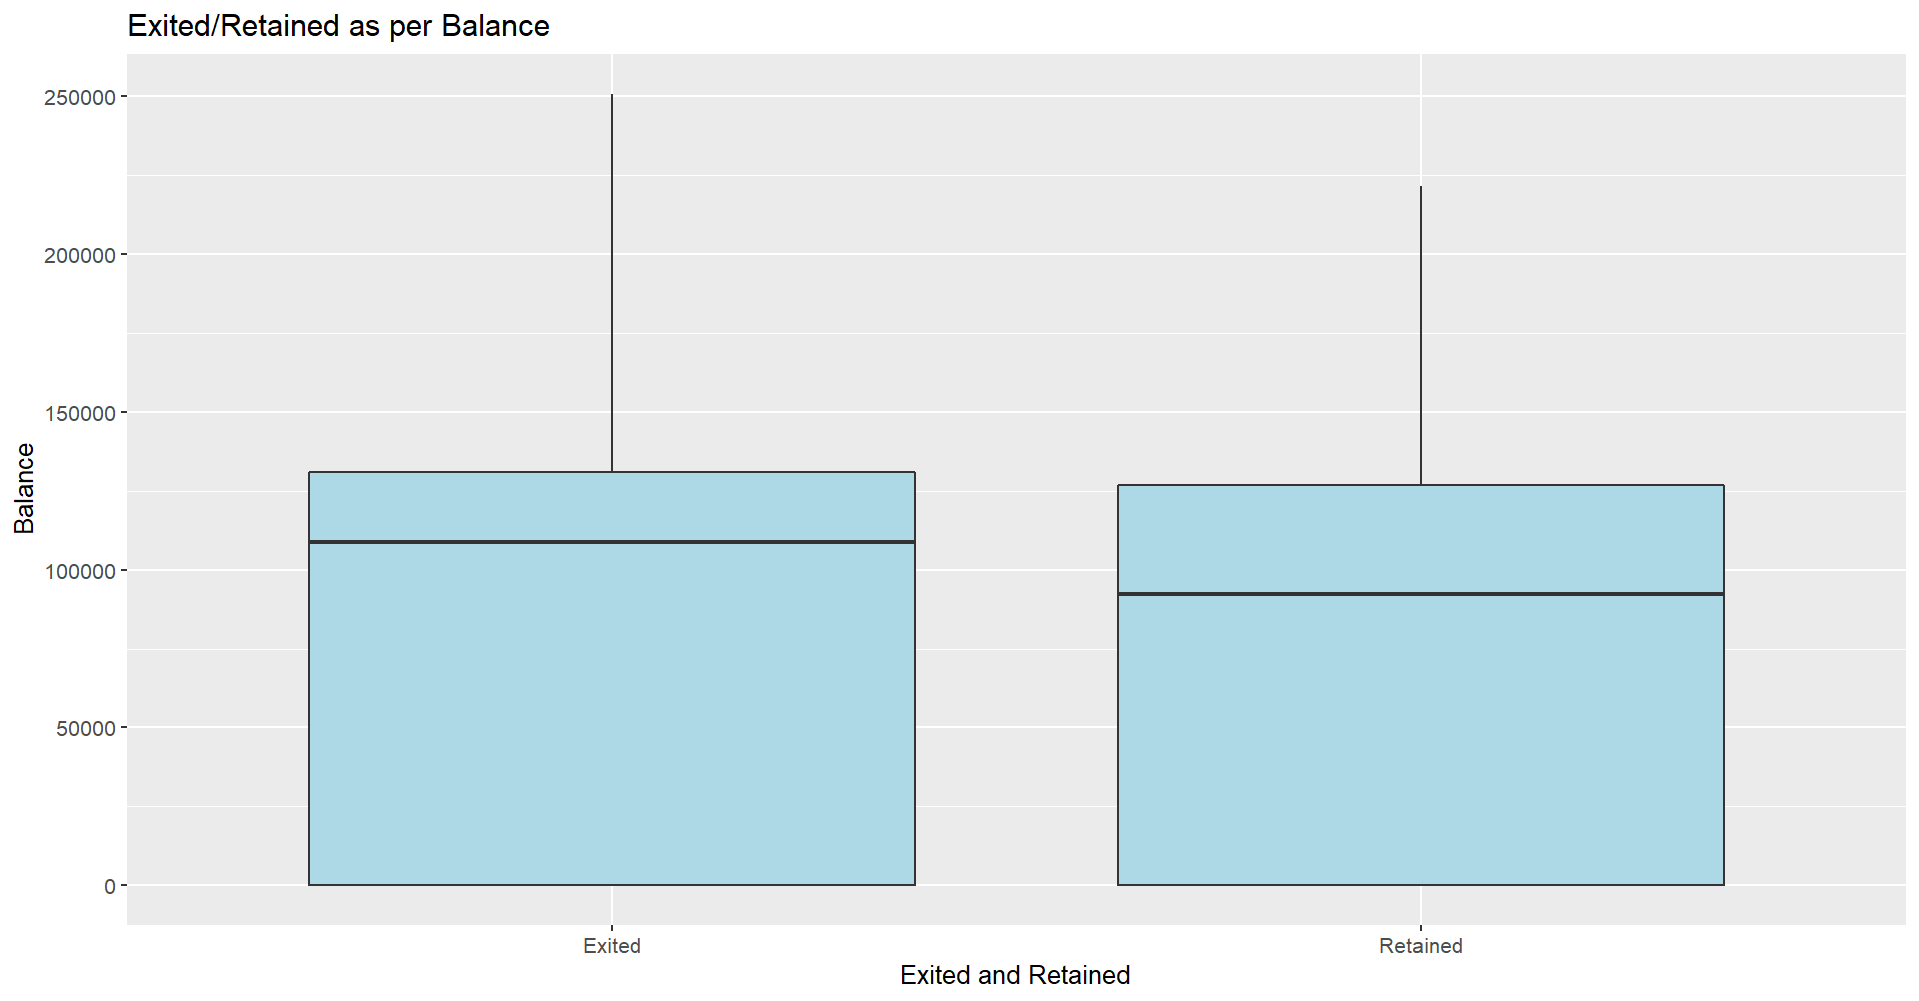 Exited/Retained as per Balance
250000
200000
150000
100000
50000
0
Balance
Exited
Retained
Exited and Retained